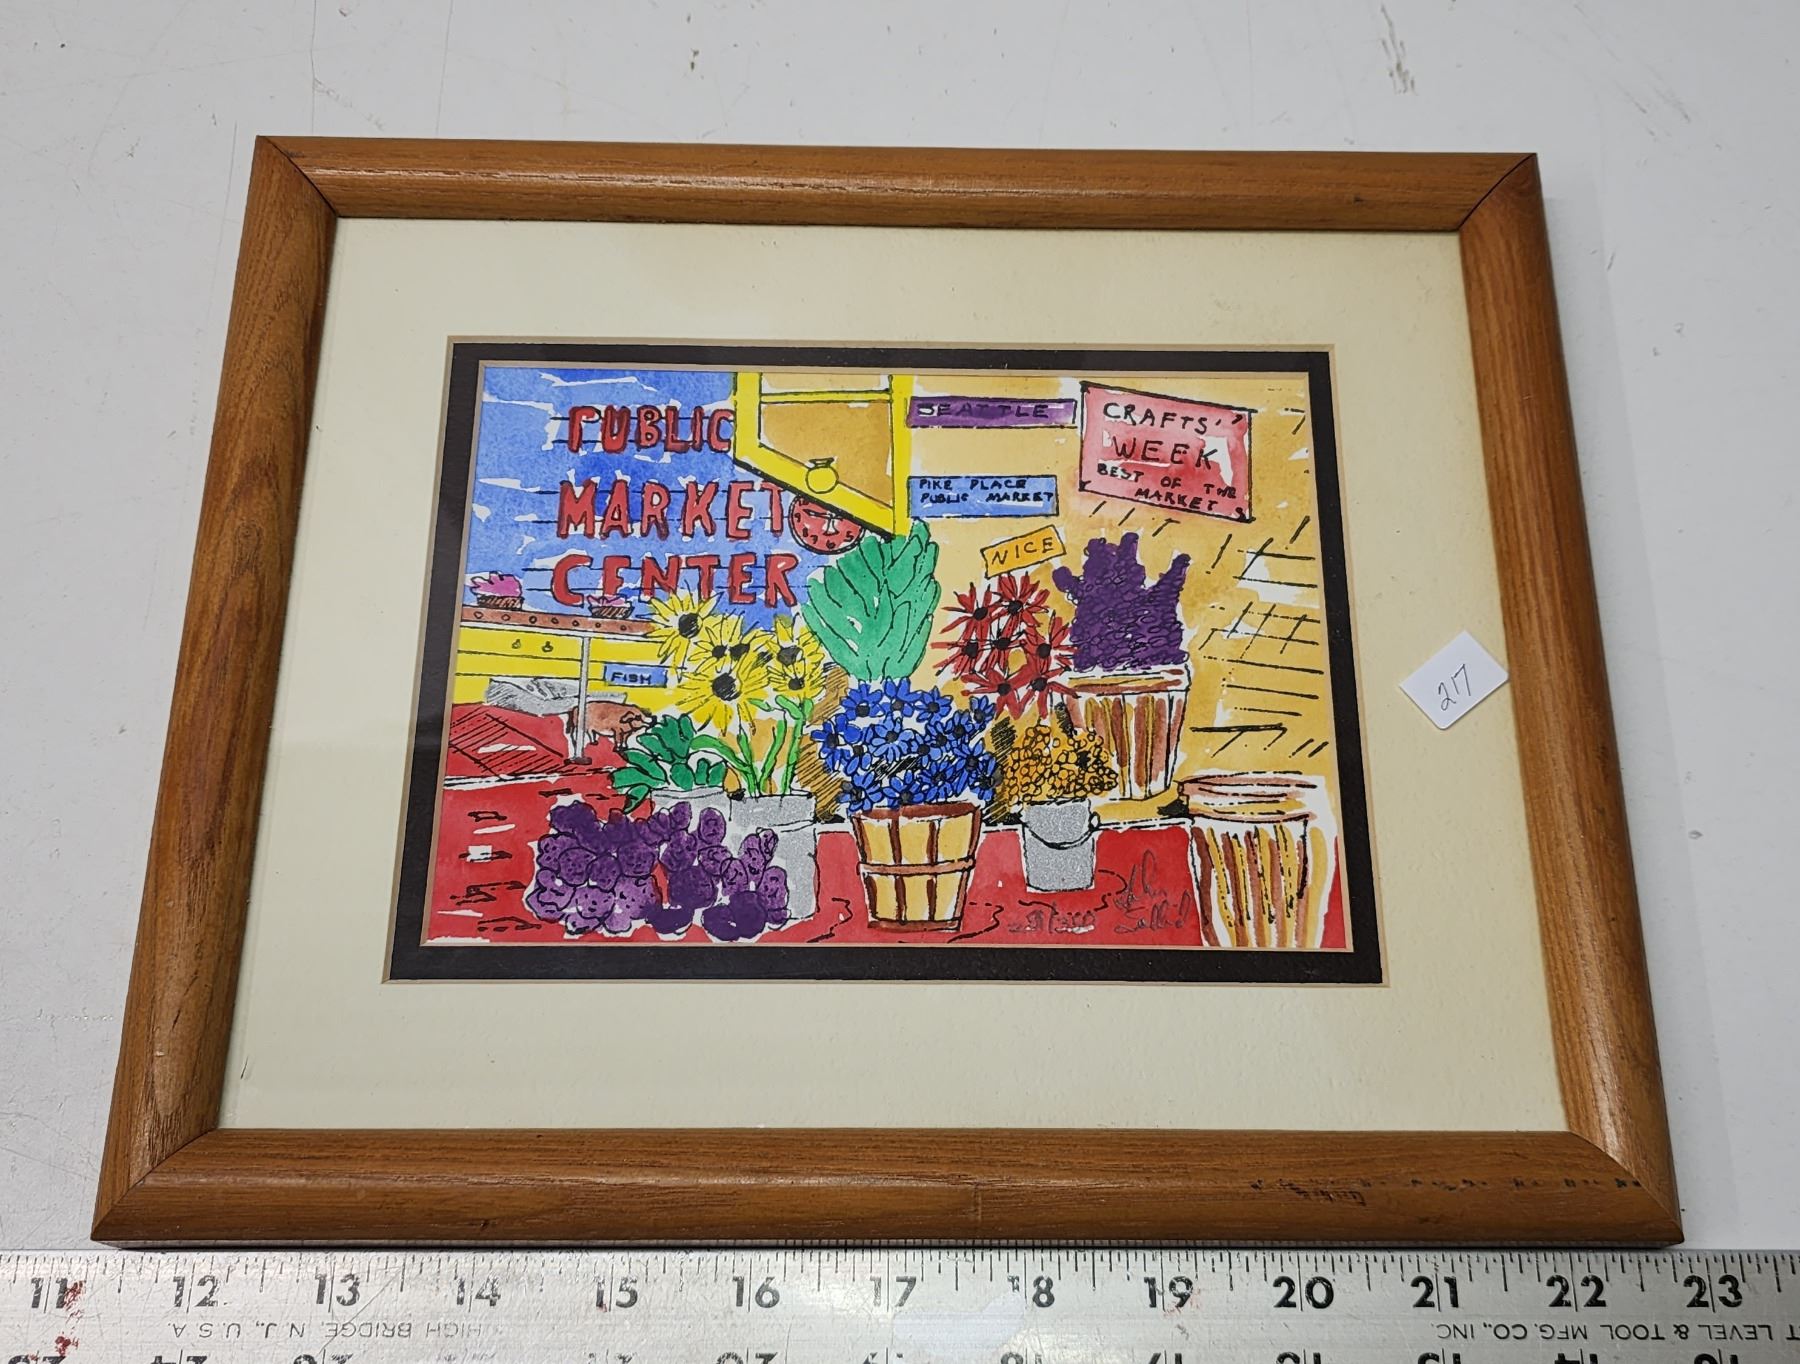 PUBLIC
MARKET
CENTER
SEATTLE
PIKE PLACE
PUBLIC MARKET
CRAFTS'
WEEK
BEST OF THE
MARKET
NICE
FISH
217
11 12 13 14 15 16 17 18 19 20 21 22 23
HIGH BRIDGE, N.J., U.S.A
LEVEL & TOOL MFG. CO., INC.